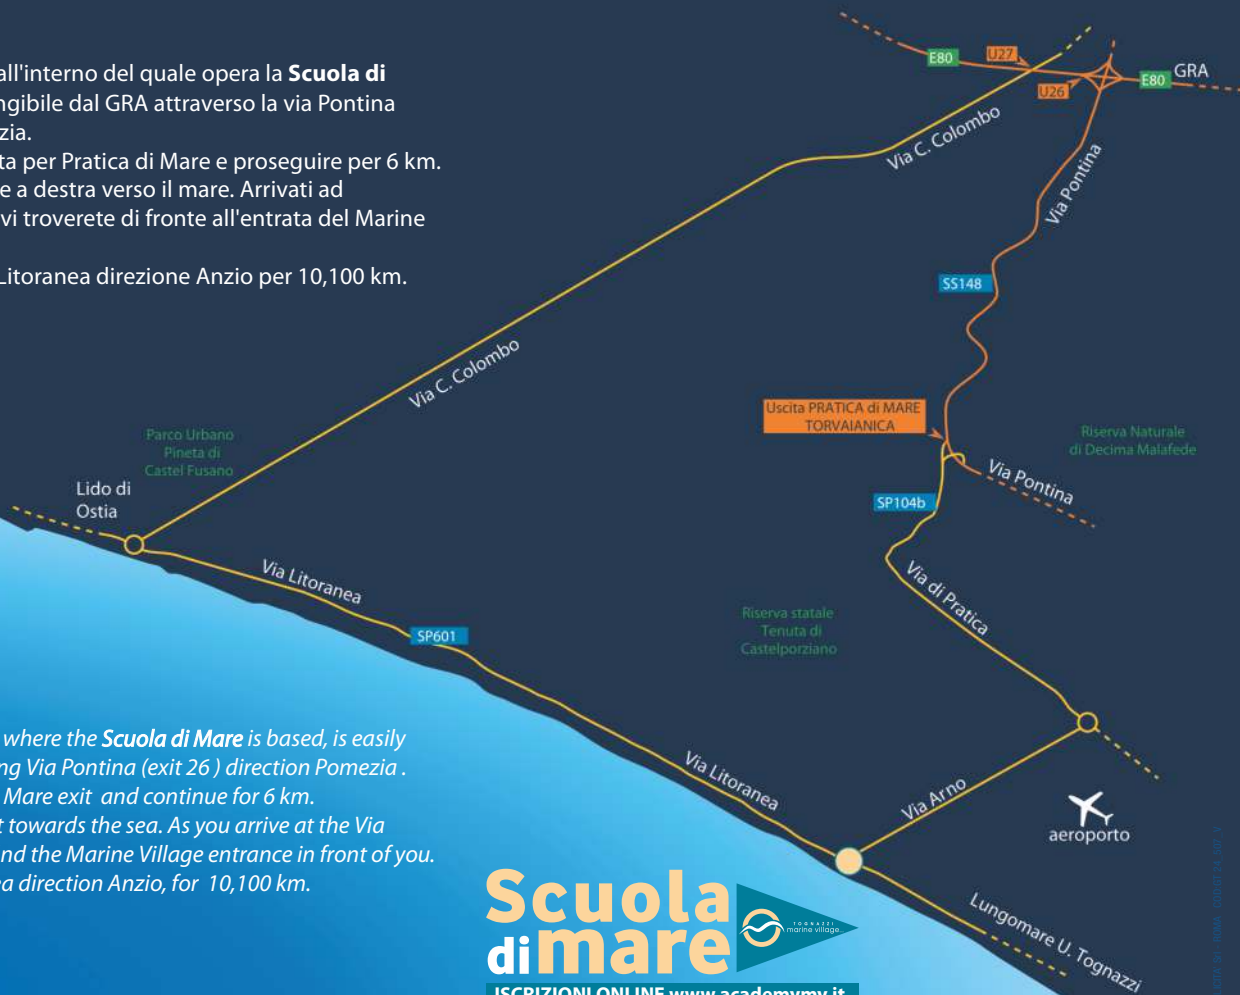 all'interno del quale opera la Scuola di
ngibile dal GRA attraverso la via Pontina
zia.
ta per Pratica di Mare e proseguire per 6 km.
e a destra verso il mare. Arrivati ad
vi troverete di fronte all'entrata del Marine
Litoranea direzione Anzio per 10,100 km.
E80
U27
U26
E80
GRA
Via C. Colombo
Via Pontina
SS148
Via C. Colombo
Uscita PRATICA di MARE
TORVAIANICA
Riserva Naturale
di Decima Malafede
Parco Urbano
Pineta di
Castel Fusano
Via Pontina
Lido di
Ostia
SP104b
Via Litoranea
Via di Pratica
SP601
Riserva statale
Tenuta di
Castelporziano
where the Scuola di Mare is based, is easily
ng Via Pontina (exit 26 ) direction Pomezia .
Mare exit and continue for 6 km.
t towards the sea. As you arrive at the Via
nd the Marine Village entrance in front of you.
ea direction Anzio, for 10,100 km.
Via Litoranea
Via Arno
aeroporto
Lungomare U. Tognazzi
Scuola
di mare
TOGNAZZI
marine village
ISCRIZIONI ONLINE www.academymv.it